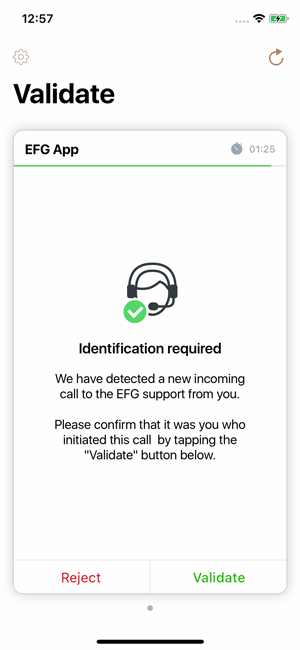 12:57
Validate
EFG App
01:25
Identification required
We have detected a new incoming
call to the EFG support from you.
Please confirm that it was you who
initiated this call  by tapping the
"Validate" button below.
Reject
Validate